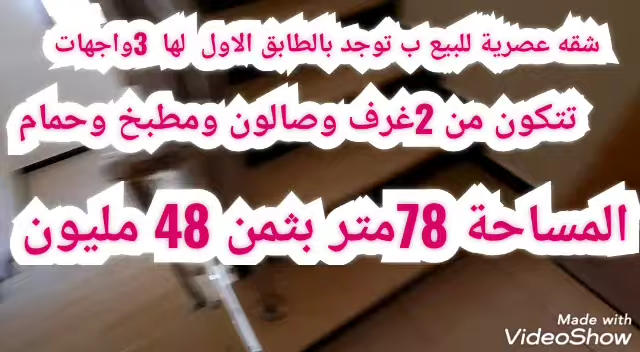 شقه عصرية للبيع ب توجد بالطابق الاول لها 3واجهات
تتكون من 2غرف وصالون ومطبخ وحمام
المساحة 78متر بثمن 48 مليون
Made with
VideoShow